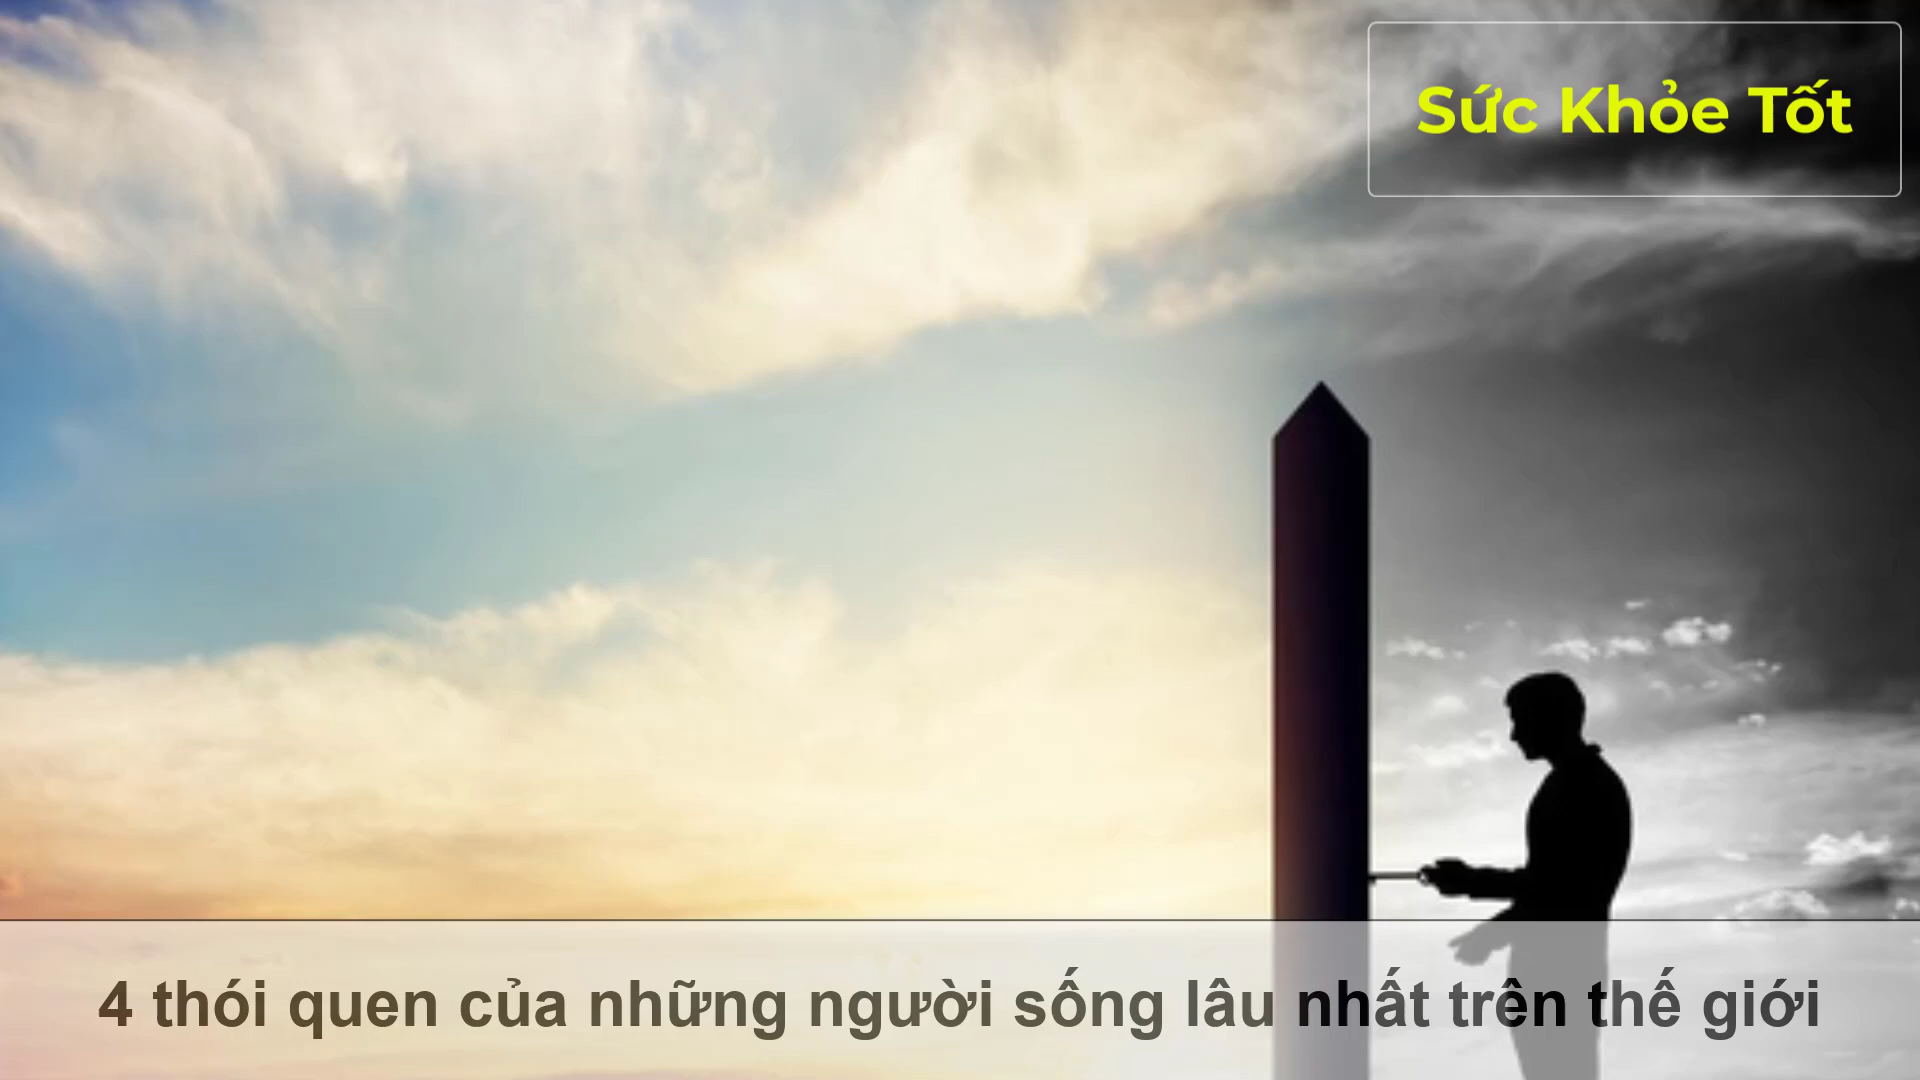 Sức Khỏe Tốt
4 thói quen của những người sống lâu nhất trên thế giới